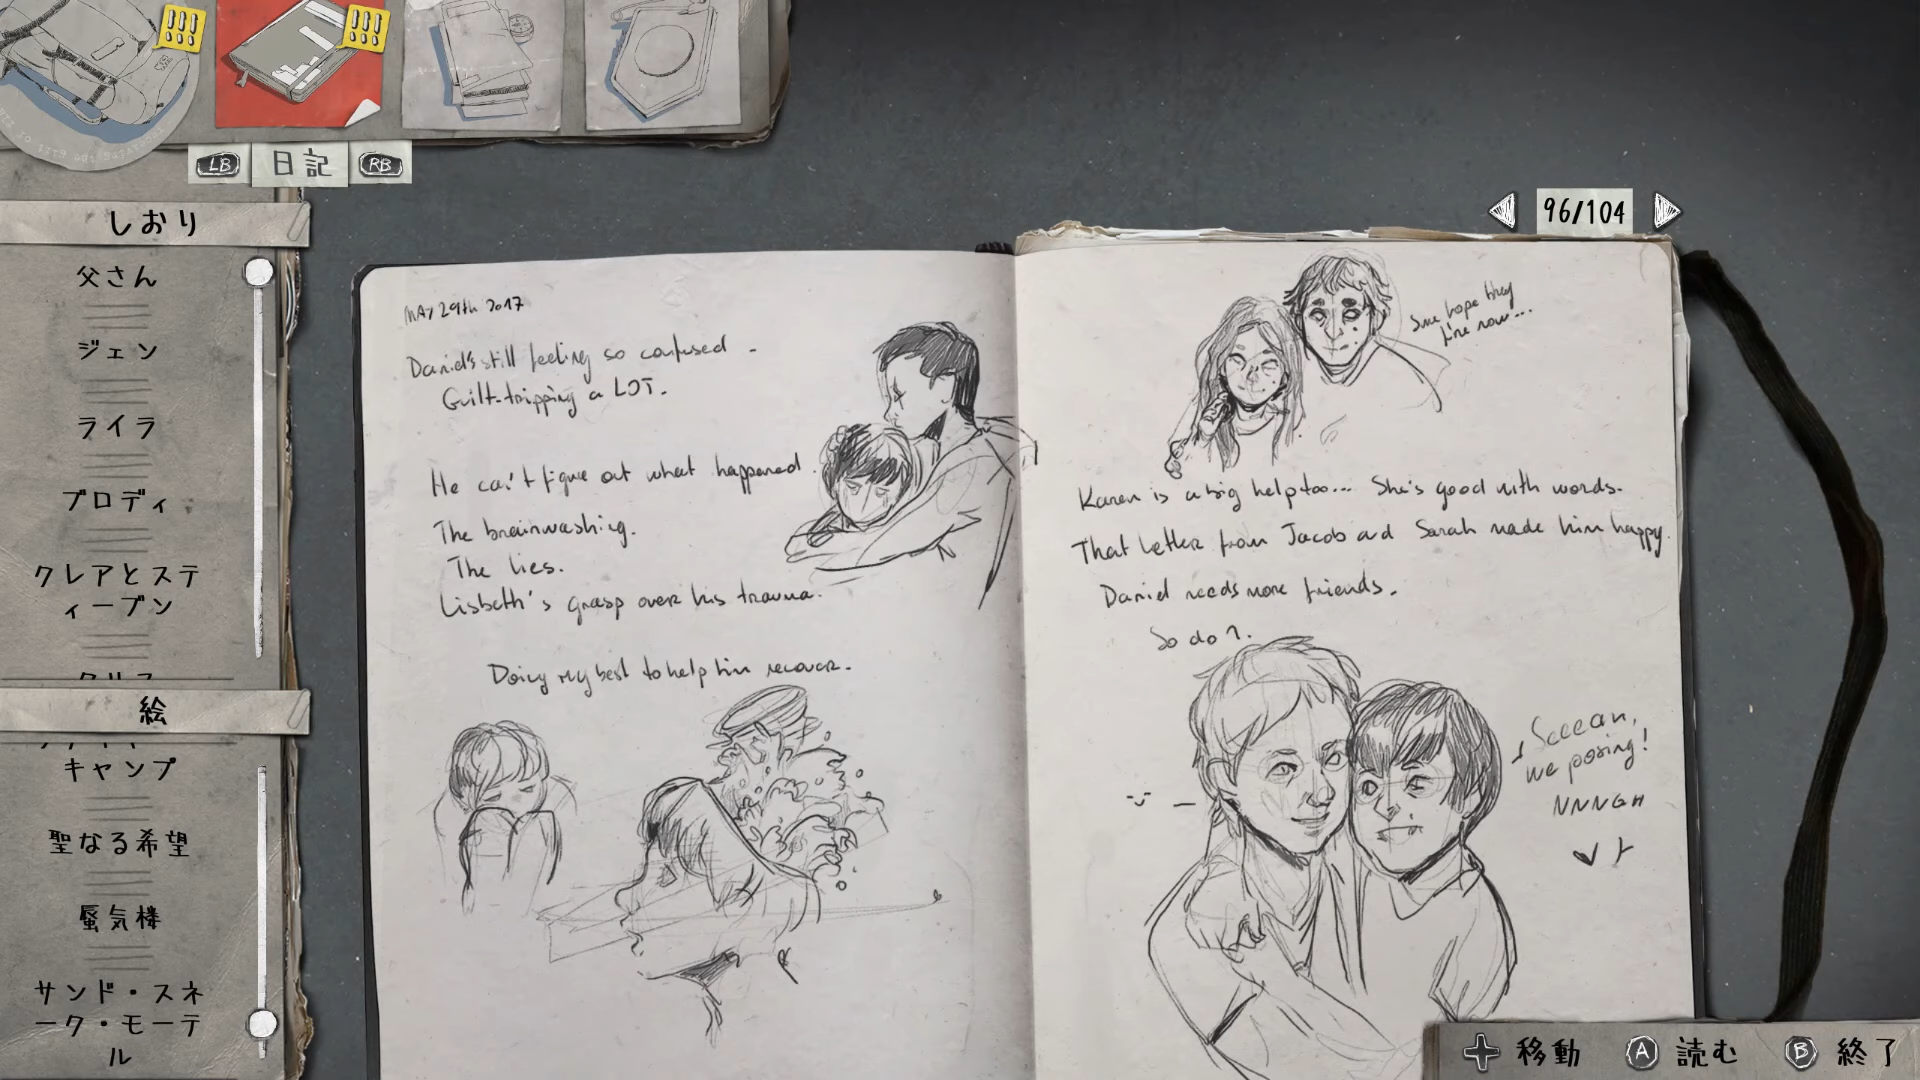 LB 日記 RB
しおり
父さん
ジェン
ライラ
ブロディ
クレアとステ
ィーブン
絵
キャンプ
聖なる希望
蜃気楼
サンド・スネ
ーク・モーテ
ル
96/104
MAY 29th 2017
Daniel's still feeling so confused -
Guilt-tripping a LOT.
He can't figure out what happened.
The brainwashing.
The lies.
Lisbeth's grasp over his trauma.
Doing my best to help him recover.
Sure hope they
fine now...
Karen is a big help too... She's good with words.
That letter from Jacob and Sarah made him happy.
Daniel needs more friends.
So do I.
Seeean,
we posing!
NNNGH
移動 A 読む B 終了